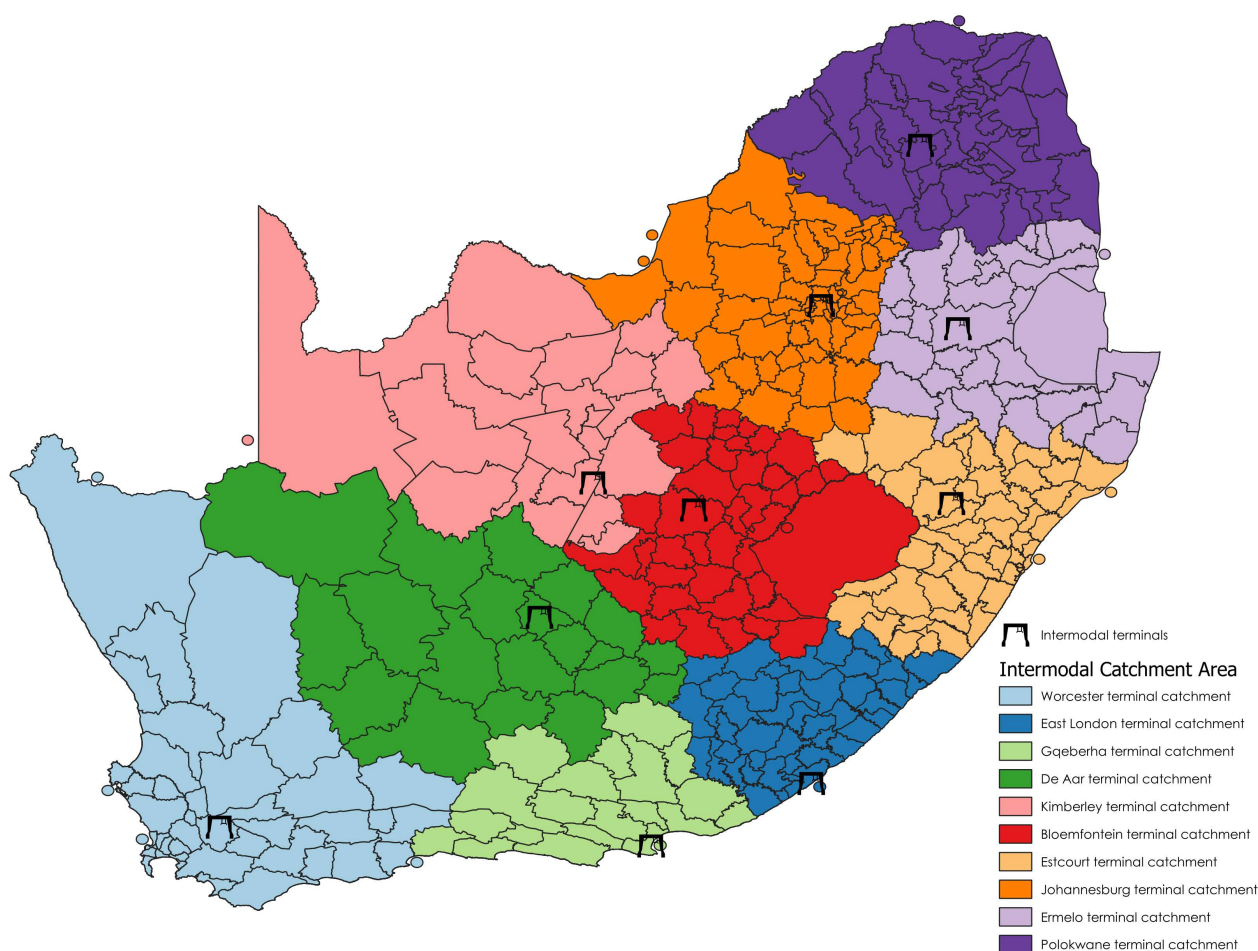 Intermodal terminals
Intermodal Catchment Area
Worcester terminal catchment
East London terminal catchment
Gqeberha terminal catchment
De Aar terminal catchment
Kimberley terminal catchment
Bloemfontein terminal catchment
Estcourt terminal catchment
Johannesburg terminal catchment
Ermelo terminal catchment
Polokwane terminal catchment